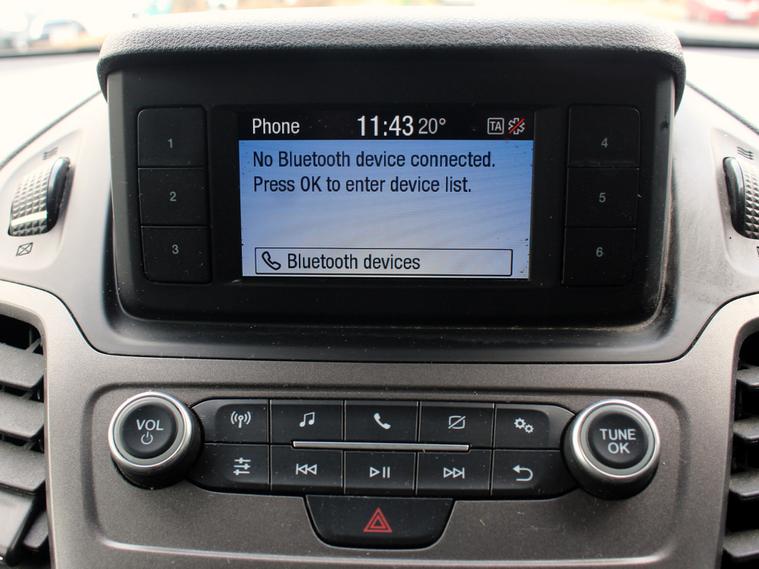 Phone 11:43 20° TA
No Bluetooth device connected.
Press OK to enter device list.
Bluetooth devices
1
2
3
4
5
6
VOL
TUNE
OK